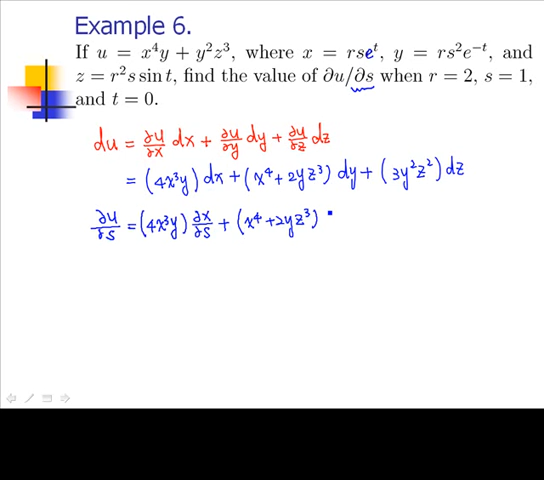 Example 6.
If u = x⁴y + y²z³, where x = rseᵗ, y = rs²e⁻ᵗ, and
z = r²s sin t, find the value of ∂u/∂s when r = 2, s = 1,
and t = 0.
du = ∂u/∂x dx + ∂u/∂y dy + ∂u/∂z dz
= (4x³y) dx + (x⁴ + 2yz³) dy + (3y²z²) dz
∂u/∂s = (4x³y) ∂x/∂s + (x⁴ + 2yz³)